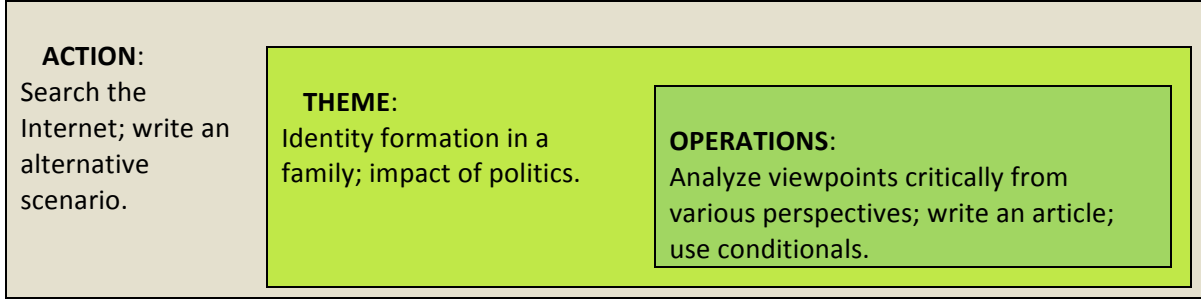 ACTION:
Search the
Internet; write an
alternative
scenario.
THEME:
Identity formation in a
family; impact of politics.
OPERATIONS:
Analyze viewpoints critically from
various perspectives; write an article;
use conditionals.